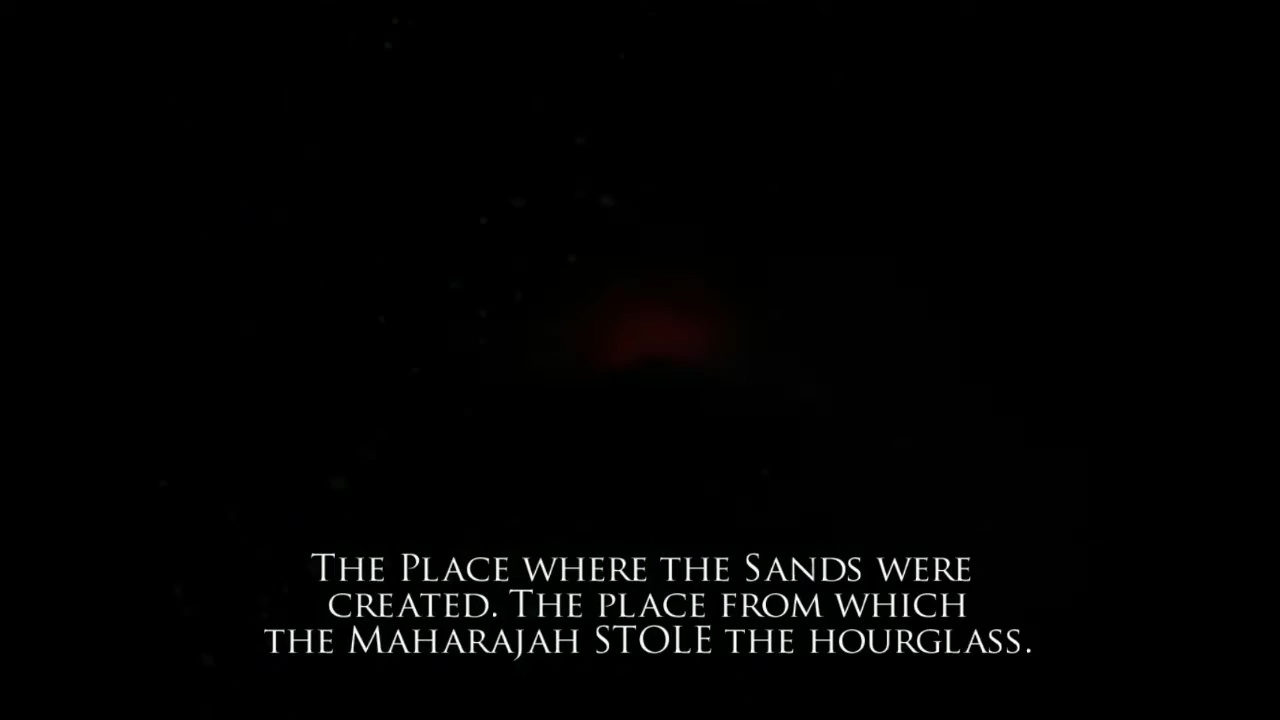 The Place where the Sands were
created. The place from which
the Maharajah STOLE the hourglass.